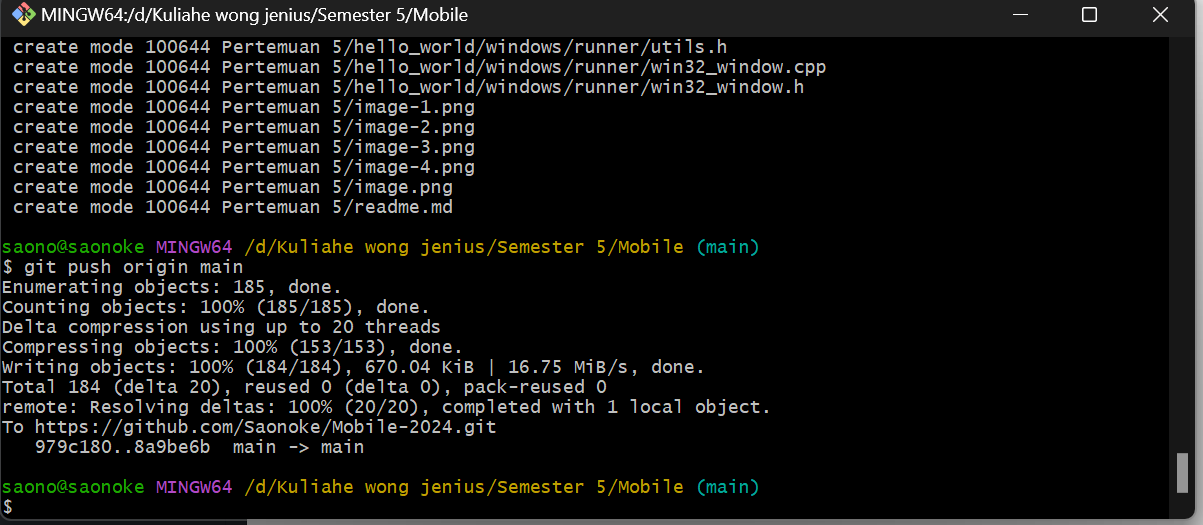 MINGW64:/d/Kuliahe wong jenius/Semester 5/Mobile
create mode 100644 Pertemuan 5/hello_world/windows/runner/utils.h
create mode 100644 Pertemuan 5/hello_world/windows/runner/win32_window.cpp
create mode 100644 Pertemuan 5/hello_world/windows/runner/win32_window.h
create mode 100644 Pertemuan 5/image-1.png
create mode 100644 Pertemuan 5/image-2.png
create mode 100644 Pertemuan 5/image-3.png
create mode 100644 Pertemuan 5/image-4.png
create mode 100644 Pertemuan 5/image.png
create mode 100644 Pertemuan 5/readme.md
saono@saonoke MINGW64 /d/Kuliahe wong jenius/Semester 5/Mobile (main)
$ git push origin main
Enumerating objects: 185, done.
Counting objects: 100% (185/185), done.
Delta compression using up to 20 threads
Compressing objects: 100% (153/153), done.
Writing objects: 100% (184/184), 670.04 KiB | 16.75 MiB/s, done.
Total 184 (delta 20), reused 0 (delta 0), pack-reused 0
remote: Resolving deltas: 100% (20/20), completed with 1 local object.
To https://github.com/Saonoke/Mobile-2024.git
979c180..8a9be6b  main -> main
saono@saonoke MINGW64 /d/Kuliahe wong jenius/Semester 5/Mobile (main)
$